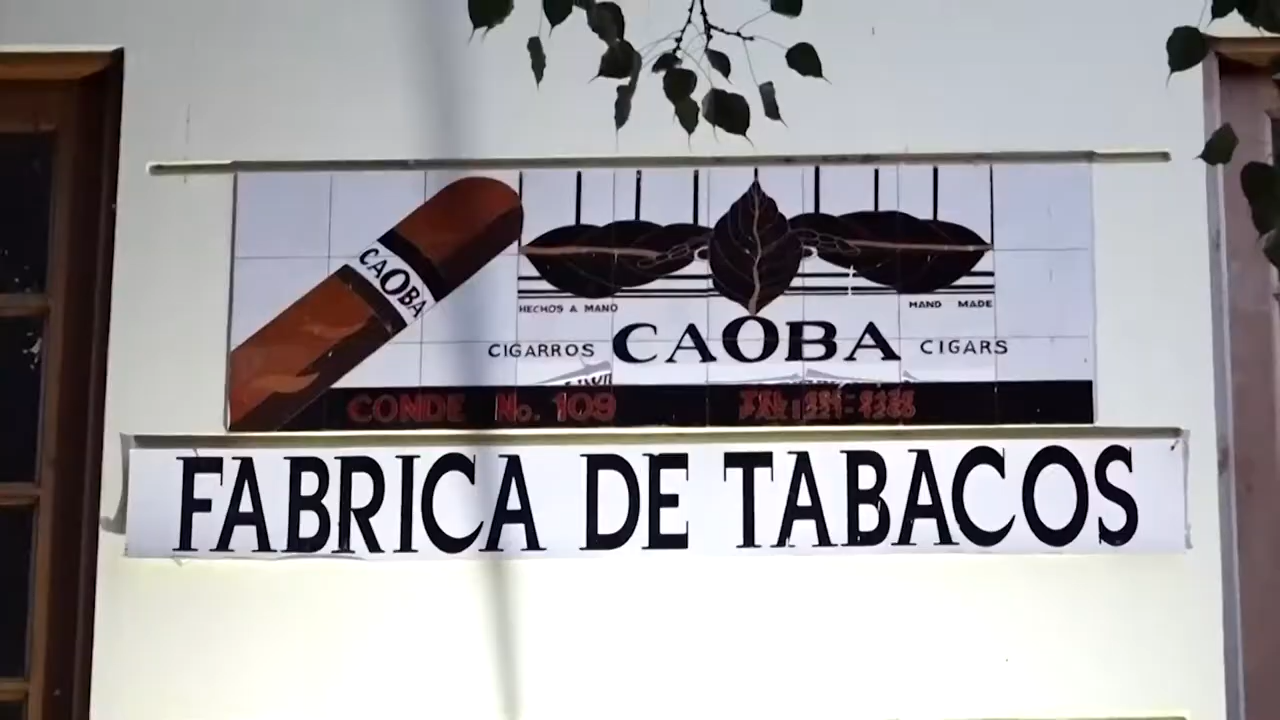 CAOBA
HECHOS A MANO
HAND MADE
CIGARROS CAOBA CIGARS
CONDE No. 109
FABRICA DE TABACOS